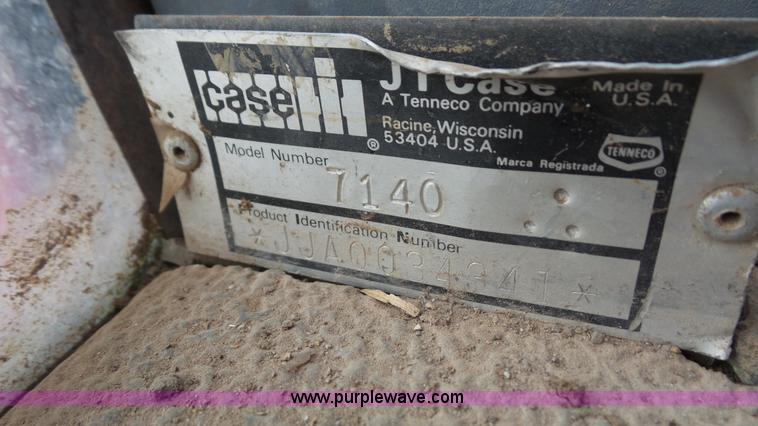 case IH
J I Case
A Tenneco Company
Racine, Wisconsin
53404 U.S.A.
Made In
U.S.A.
TENNECO
®
®
Marca Registrada
Model Number
7140
Product Identification Number
*JJA0034341*
www.purplewave.com